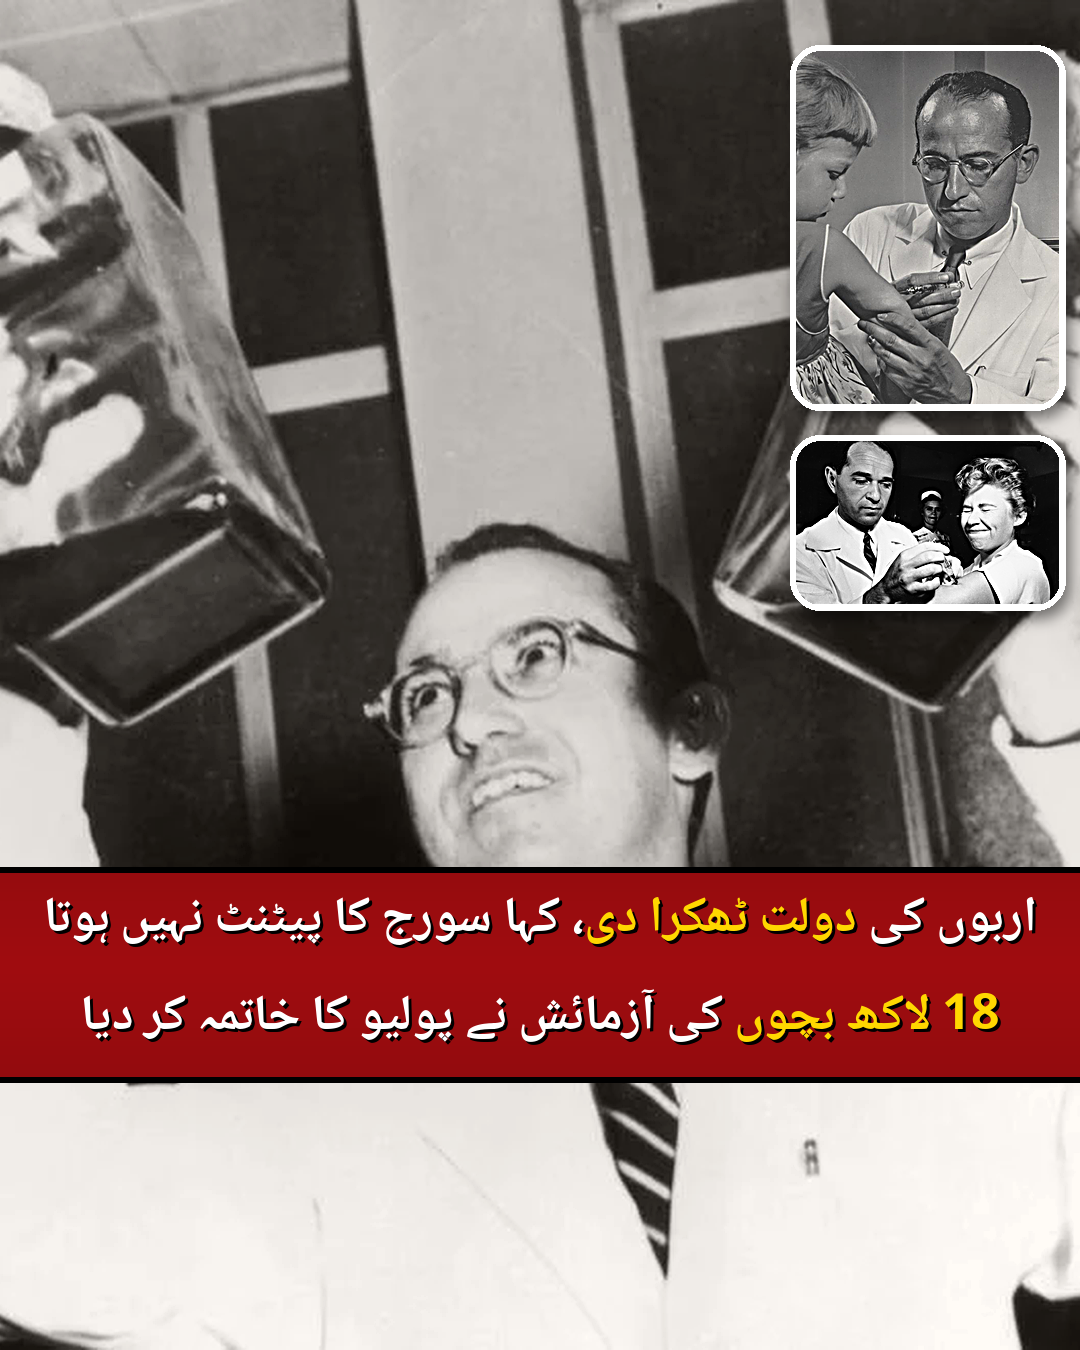 اربوں کی دولت ٹھکرا دی، کہا سورج کا پیٹنٹ نہیں ہوتا
18 لاکھ بچوں کی آزمائش نے پولیو کا خاتمہ کر دیا